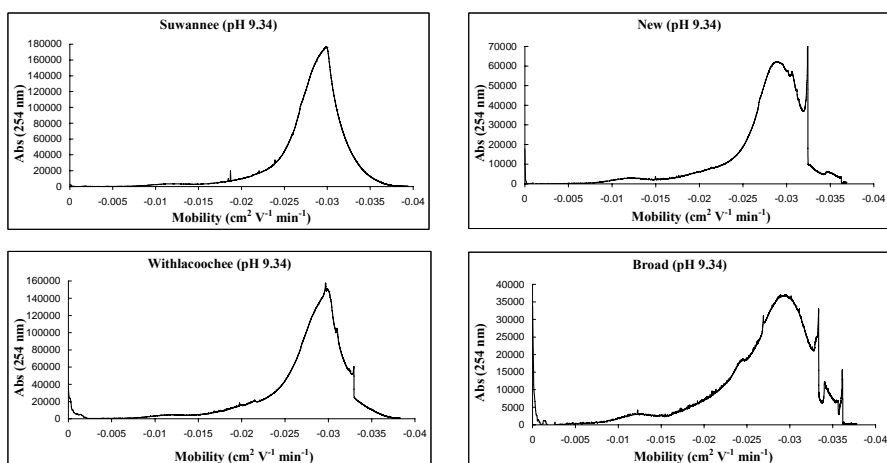 Suwannee (pH 9.34)
Abs (254 nm)
180000
160000
140000
120000
100000
80000
60000
40000
20000
0
0 -0.005 -0.01 -0.015 -0.02 -0.025 -0.03 -0.035 -0.04
Mobility (cm² V⁻¹ min⁻¹)
New (pH 9.34)
Abs (254 nm)
70000
60000
50000
40000
30000
20000
10000
0
0 -0.005 -0.01 -0.015 -0.02 -0.025 -0.03 -0.035 -0.04
Mobility (cm² V⁻¹ min⁻¹)
Withlacoochee (pH 9.34)
Abs (254 nm)
160000
140000
120000
100000
80000
60000
40000
20000
0
0 -0.005 -0.01 -0.015 -0.02 -0.025 -0.03 -0.035 -0.04
Mobility (cm² V⁻¹ min⁻¹)
Broad (pH 9.34)
Abs (254 nm)
40000
35000
30000
25000
20000
15000
10000
5000
0
0 -0.005 -0.01 -0.015 -0.02 -0.025 -0.03 -0.035 -0.04
Mobility (cm² V⁻¹ min⁻¹)